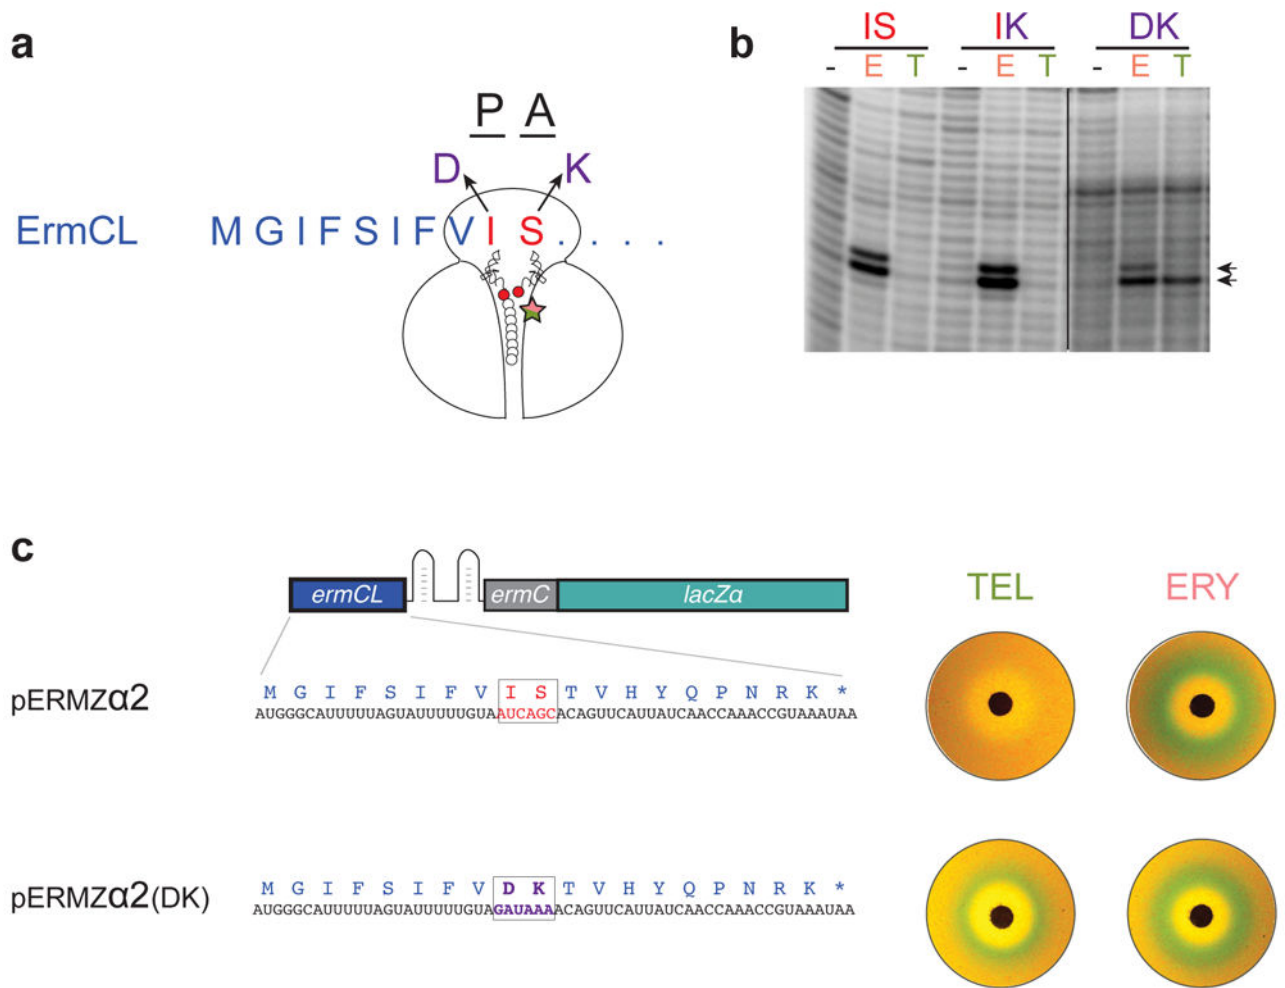 a
P A
D K
ErmCL M G I F S I F V I S . . . .
b
IS IK DK
- E T - E T - E T
c
ermCL ermC lacZα
TEL ERY
pERMZα2
M G I F S I F V I S T V H Y Q P N R K *
AUGGGCAUUUUUAGUAUUUUUGUAAUCAGCACAGUUCAUUAUCAACCAAACCGUAAAUAA
pERMZα2(DK)
M G I F S I F V D K T V H Y Q P N R K *
AUGGGCAUUUUUAGUAUUUUUGUAGAUAAAACAGUUCAUUAUCAACCAAACCGUAAAUAA